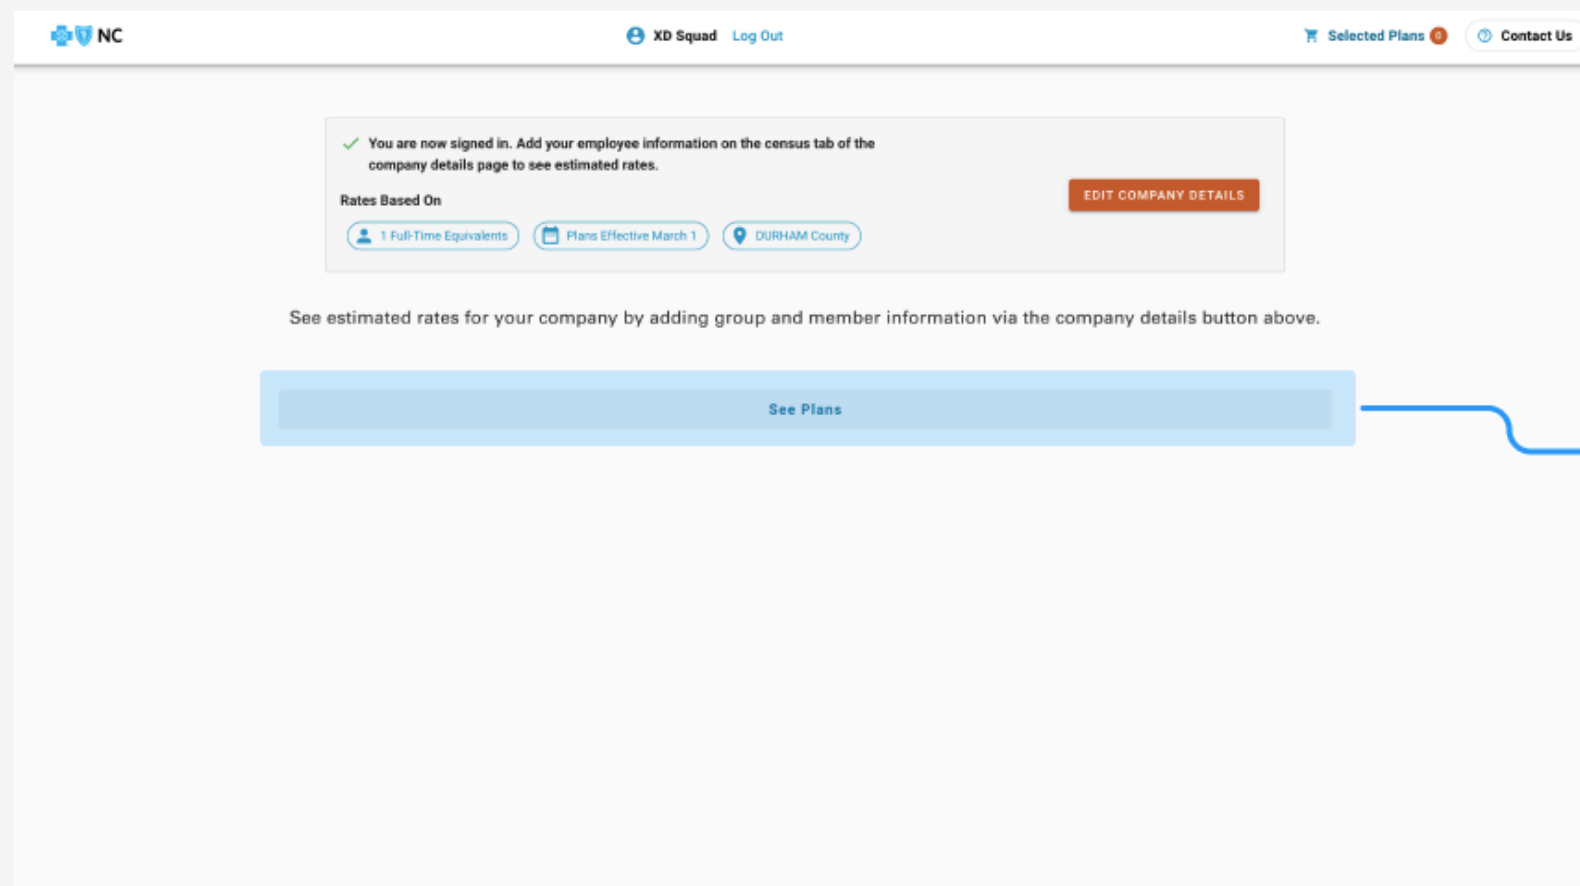 NC
XD Squad Log Out
Selected Plans 0
Contact Us
You are now signed in. Add your employee information on the census tab of the
company details page to see estimated rates.
EDIT COMPANY DETAILS
Rates Based On
1 Full-Time Equivalents
Plans Effective March 1
DURHAM County
See estimated rates for your company by adding group and member information via the company details button above.
See Plans